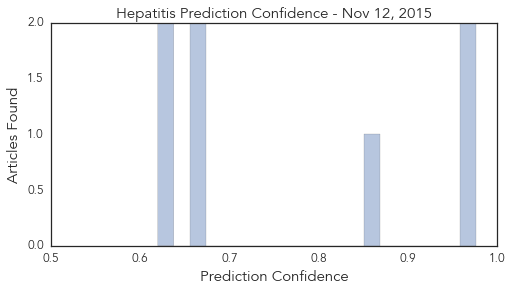 Hepatitis Prediction Confidence - Nov 12, 2015
2.0
1.5
1.0
0.5
0.0
Articles Found
0.5 0.6 0.7 0.8 0.9 1.0
Prediction Confidence